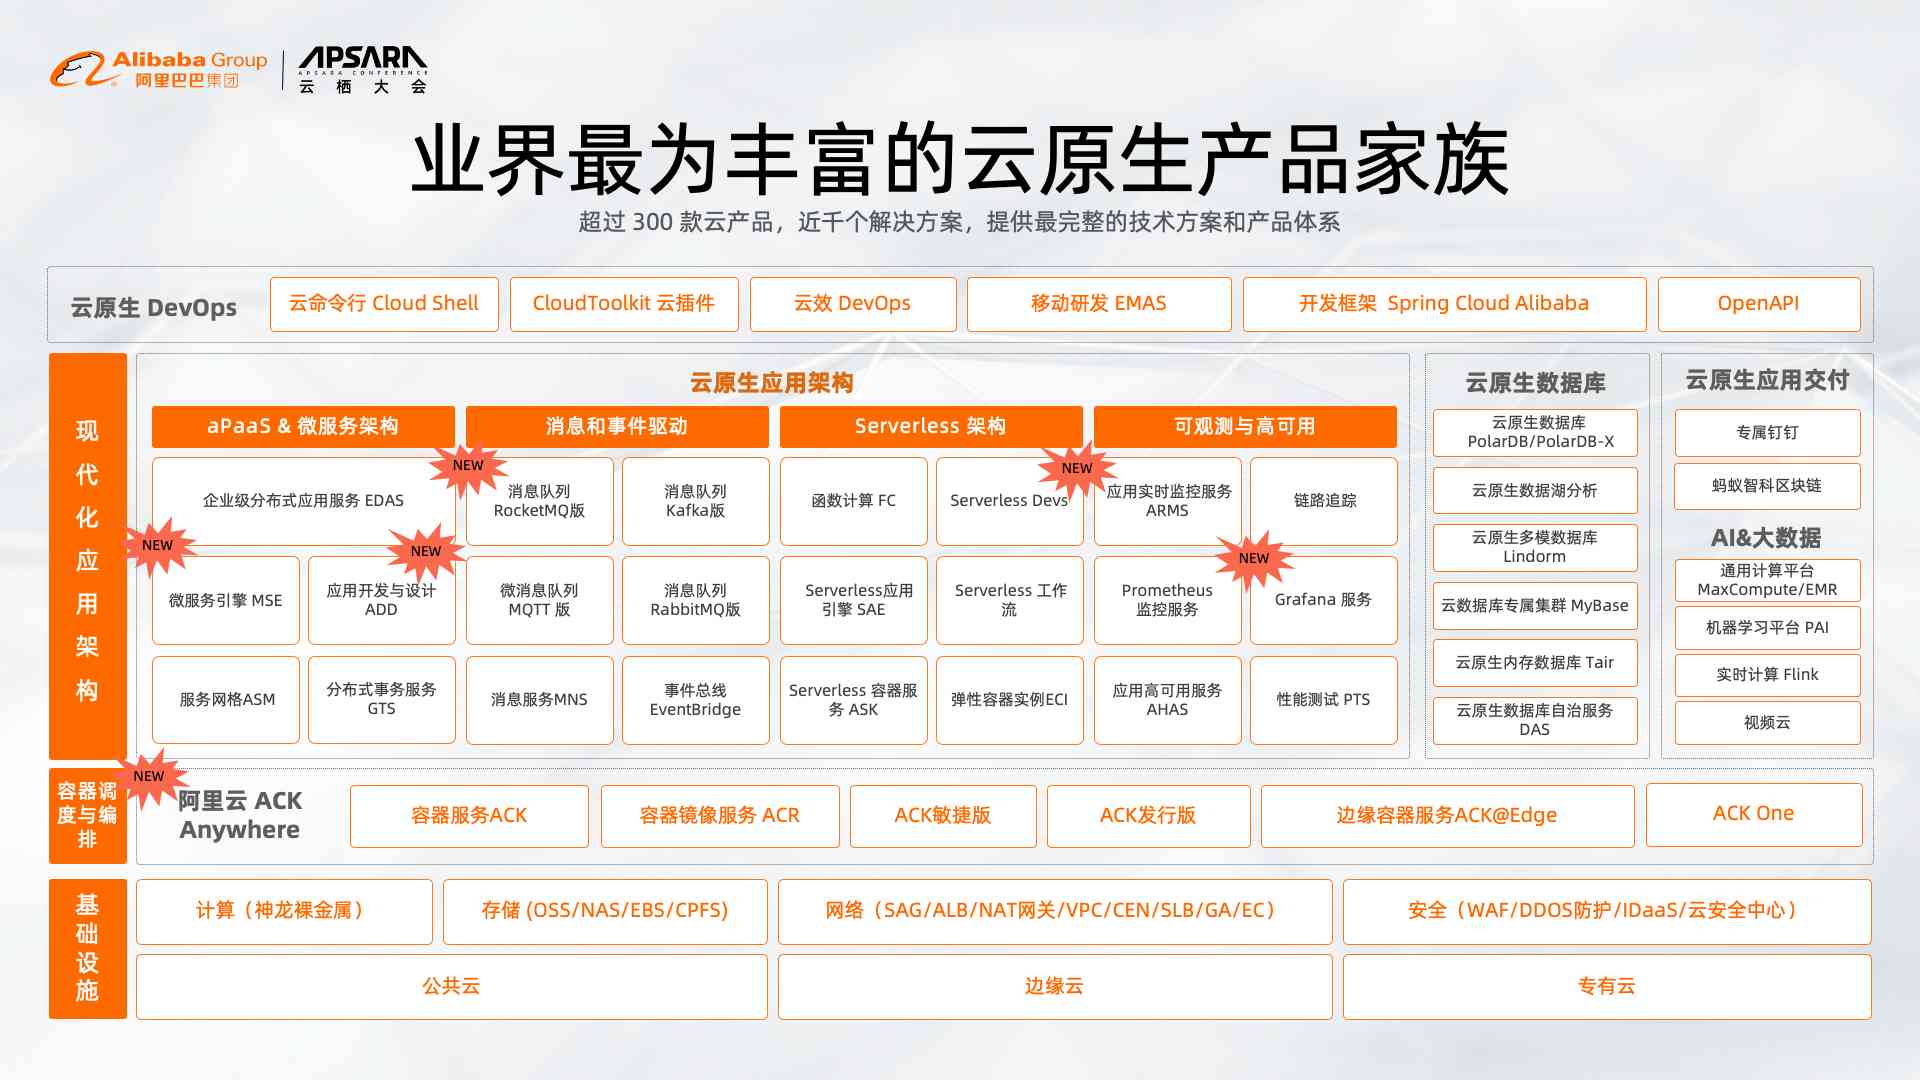 Alibaba Group
阿里巴巴集团
APSARA
APSARA CONFERENCE
云栖大会
业界最为丰富的云原生产品家族
超过 300 款云产品，近千个解决方案，提供最完整的技术方案和产品体系
云原生 DevOps
云命令行 Cloud Shell
CloudToolkit 云插件
云效 DevOps
移动研发 EMAS
开发框架 Spring Cloud Alibaba
OpenAPI
现代化应用架构
云原生应用架构
aPaaS & 微服务架构
NEW
企业级分布式应用服务 EDAS
NEW
微服务引擎 MSE
NEW
应用开发与设计
ADD
服务网格ASM
分布式事务服务
GTS
消息和事件驱动
消息队列
RocketMQ版
消息队列
Kafka版
微消息队列
MQTT 版
消息队列
RabbitMQ版
消息服务MNS
事件总线
EventBridge
Serverless 架构
函数计算 FC
Serverless Devs
NEW
Serverless应用
引擎 SAE
Serverless 工作
流
Serverless 容器服
务 ASK
弹性容器实例ECI
可观测与高可用
应用实时监控服务
ARMS
链路追踪
Prometheus
监控服务
NEW
Grafana 服务
应用高可用服务
AHAS
性能测试 PTS
云原生数据库
云原生数据库
PolarDB/PolarDB-X
云原生数据湖分析
云原生多模数据库
Lindorm
云数据库专属集群 MyBase
云原生内存数据库 Tair
云原生数据库自治服务
DAS
云原生应用交付
专属钉钉
蚂蚁智科区块链
AI&大数据
通用计算平台
MaxCompute/EMR
机器学习平台 PAI
实时计算 Flink
视频云
容器调
度与编
排
NEW
阿里云 ACK
Anywhere
容器服务ACK
容器镜像服务 ACR
ACK敏捷版
ACK发行版
边缘容器服务ACK@Edge
ACK One
基础设施
计算（神龙裸金属）
存储 (OSS/NAS/EBS/CPFS)
网络（SAG/ALB/NAT网关/VPC/CEN/SLB/GA/EC）
安全（WAF/DDOS防护/IDaaS/云安全中心）
公共云
边缘云
专有云